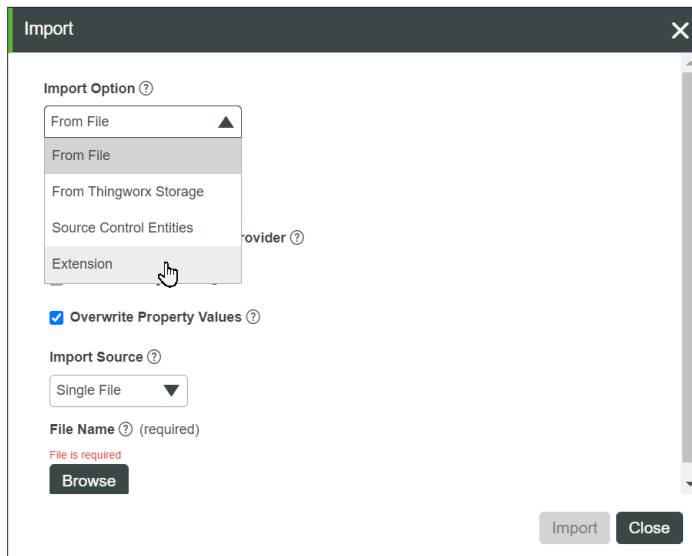 Import
Import Option
From File
From File
From Thingworx Storage
Source Control Entities
rovider
Extension
Overwrite Property Values
Import Source
Single File
File Name (required)
File is required
Browse
Import Close